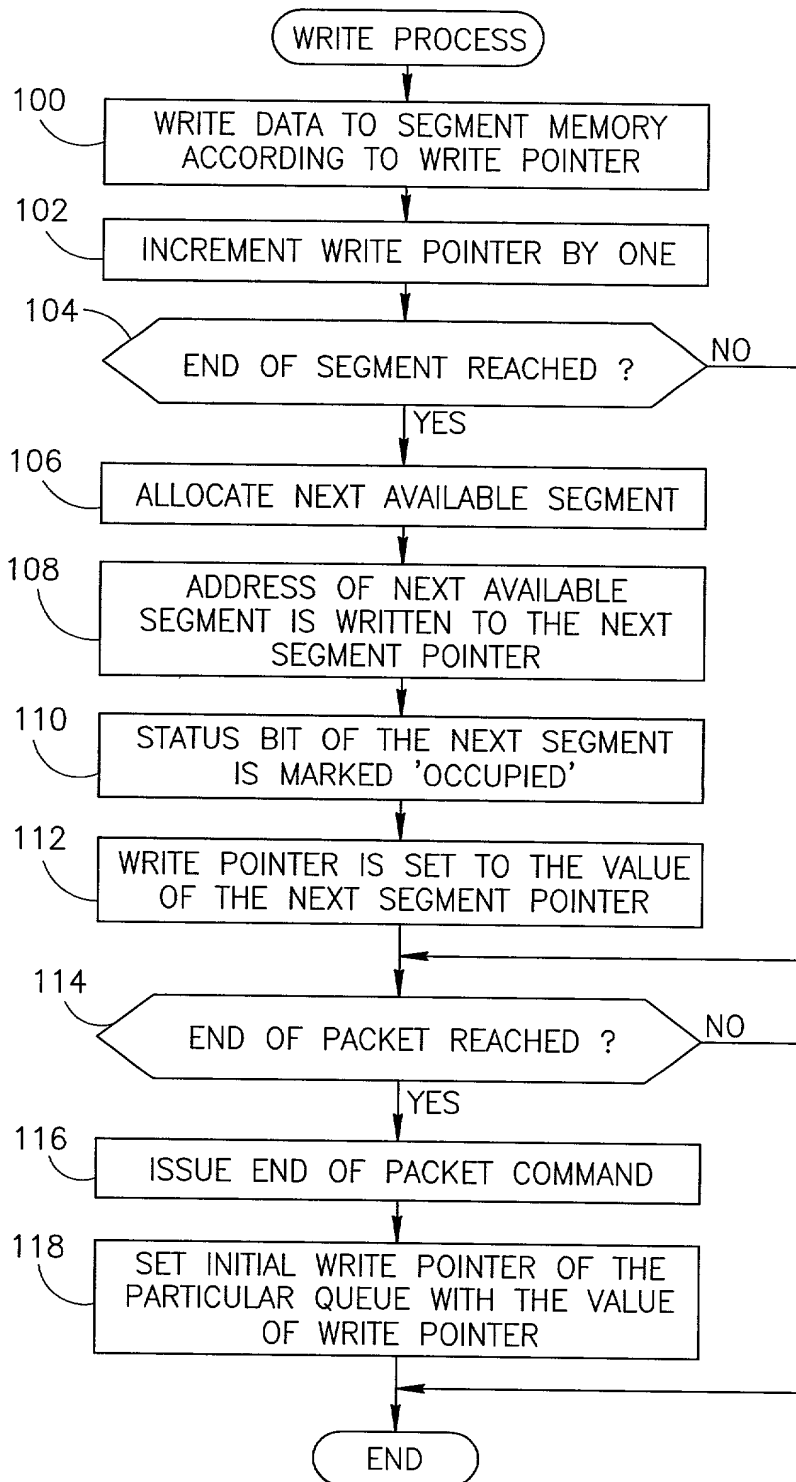 WRITE PROCESS
100
WRITE DATA TO SEGMENT MEMORY
ACCORDING TO WRITE POINTER
102
INCREMENT WRITE POINTER BY ONE
104
END OF SEGMENT REACHED ?
NO
YES
106
ALLOCATE NEXT AVAILABLE SEGMENT
108
ADDRESS OF NEXT AVAILABLE
SEGMENT IS WRITTEN TO THE NEXT
SEGMENT POINTER
110
STATUS BIT OF THE NEXT SEGMENT
IS MARKED 'OCCUPIED'
112
WRITE POINTER IS SET TO THE VALUE
OF THE NEXT SEGMENT POINTER
114
END OF PACKET REACHED ?
NO
YES
116
ISSUE END OF PACKET COMMAND
118
SET INITIAL WRITE POINTER OF THE
PARTICULAR QUEUE WITH THE VALUE
OF WRITE POINTER
END